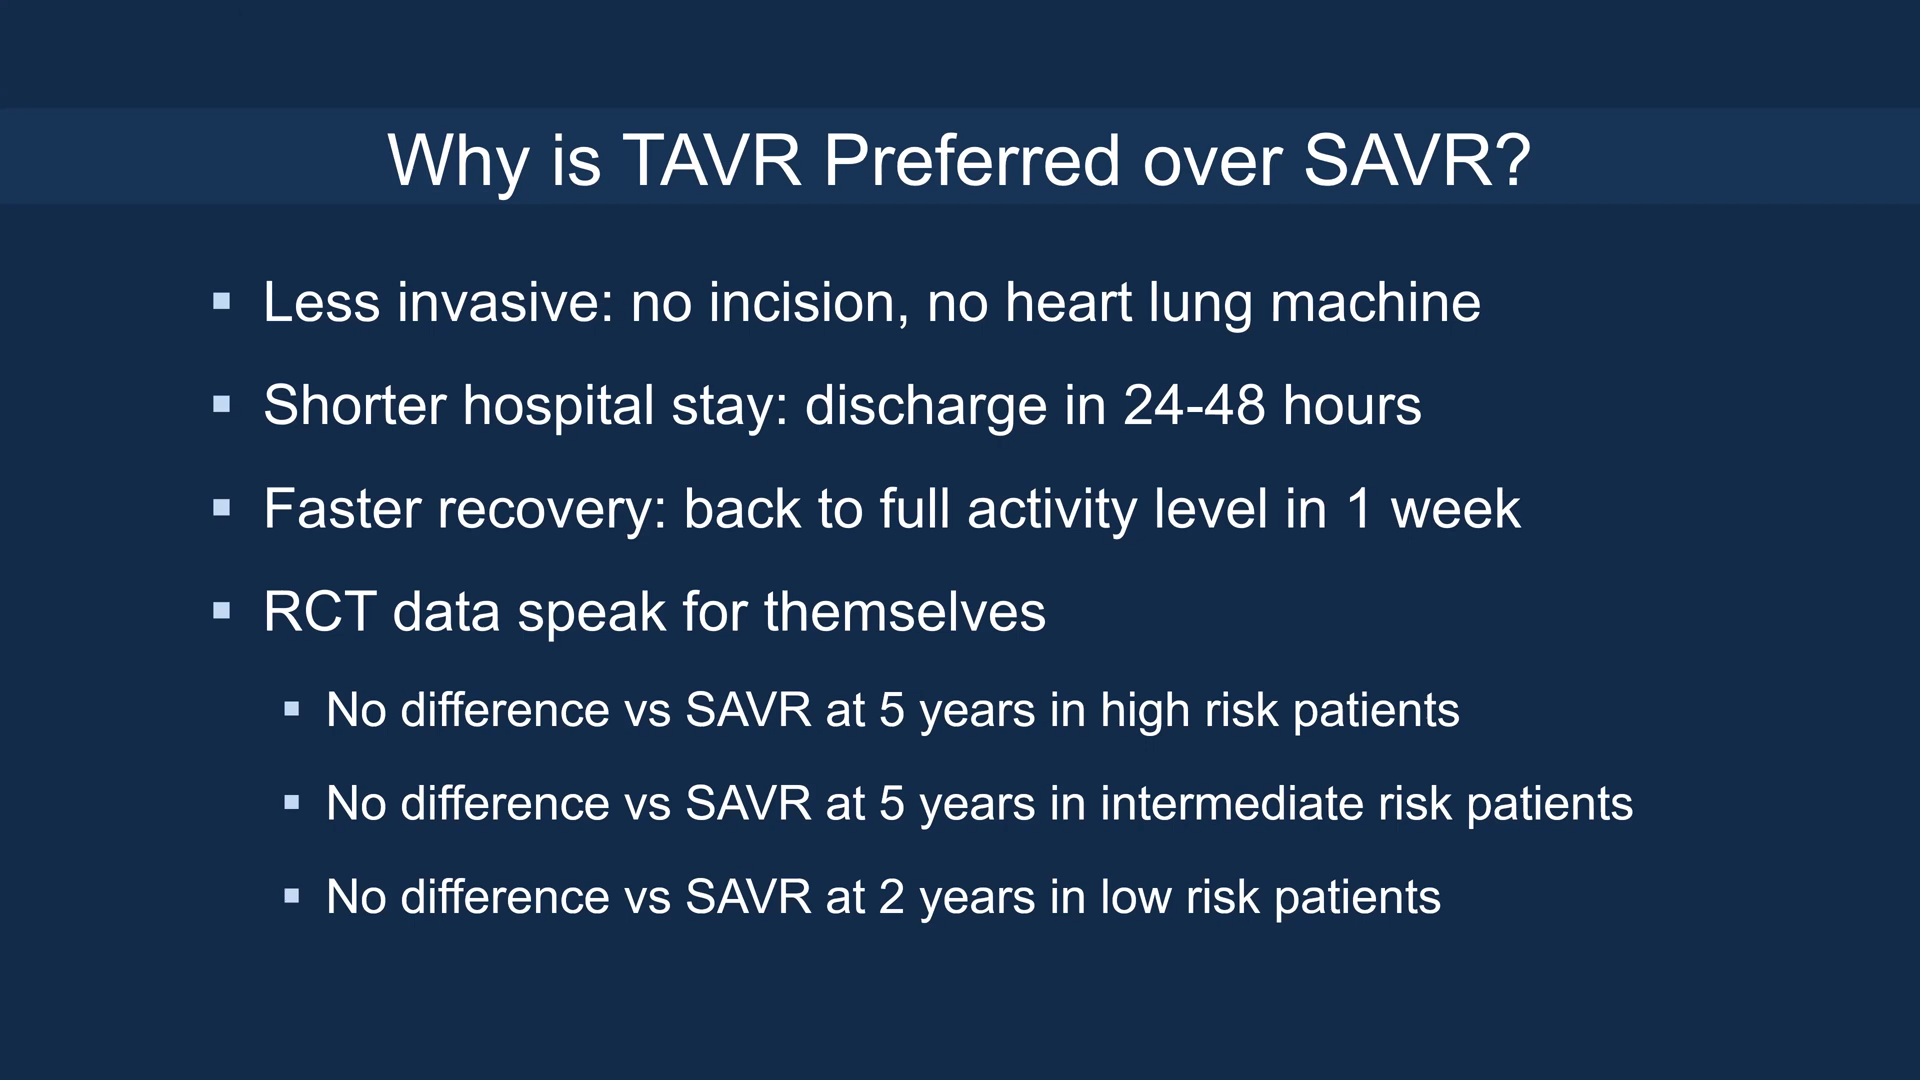 Why is TAVR Preferred over SAVR?
Less invasive: no incision, no heart lung machine
Shorter hospital stay: discharge in 24-48 hours
Faster recovery: back to full activity level in 1 week
RCT data speak for themselves
No difference vs SAVR at 5 years in high risk patients
No difference vs SAVR at 5 years in intermediate risk patients
No difference vs SAVR at 2 years in low risk patients